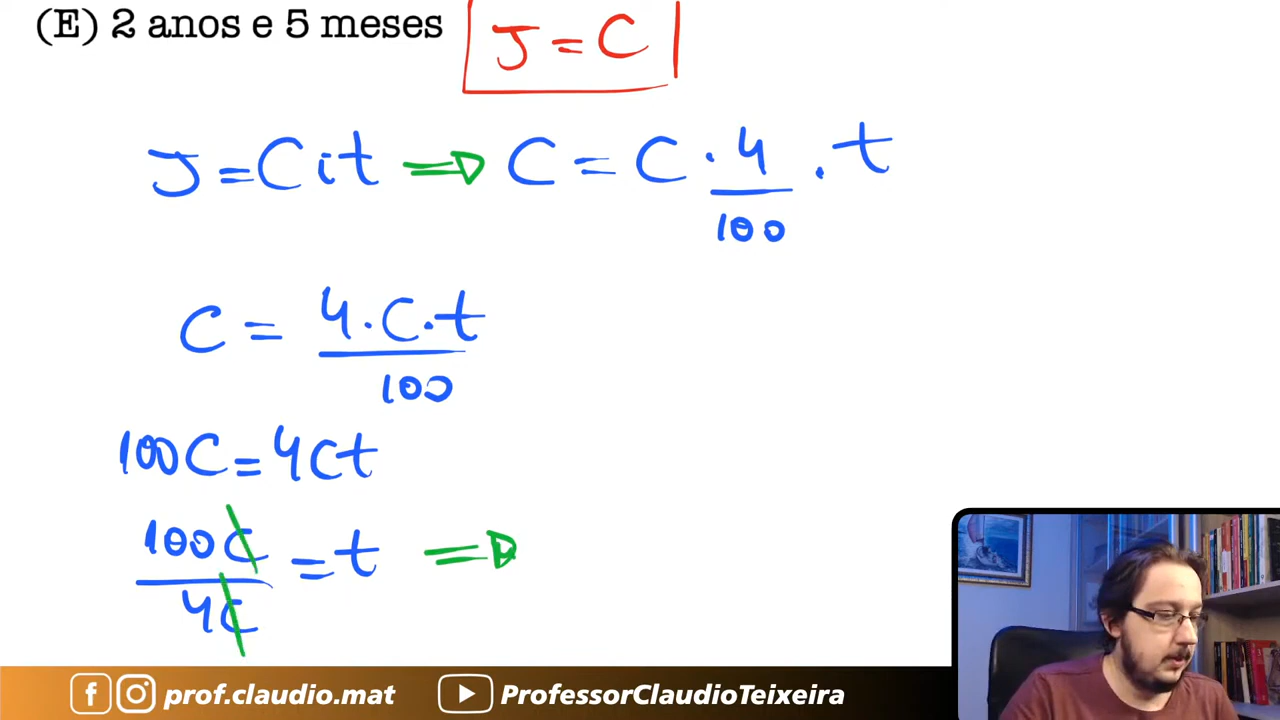 (E) 2 anos e 5 meses
J = C
J = Cit ⇒ C = C · 4/100 · t
C = 4 · C · t/100
100C = 4Ct
100C/4C = t ⇒
prof.claudio.mat
ProfessorClaudioTeixeira